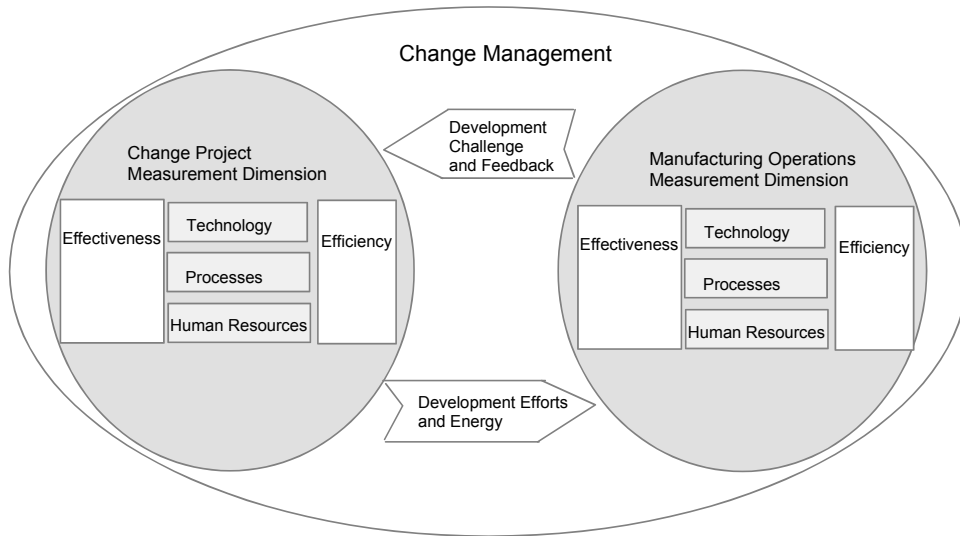 Change Management
Development
Challenge
and Feedback
Change Project
Measurement Dimension
Effectiveness
Technology
Processes
Human Resources
Efficiency
Manufacturing Operations
Measurement Dimension
Effectiveness
Technology
Processes
Human Resources
Efficiency
Development Efforts
and Energy